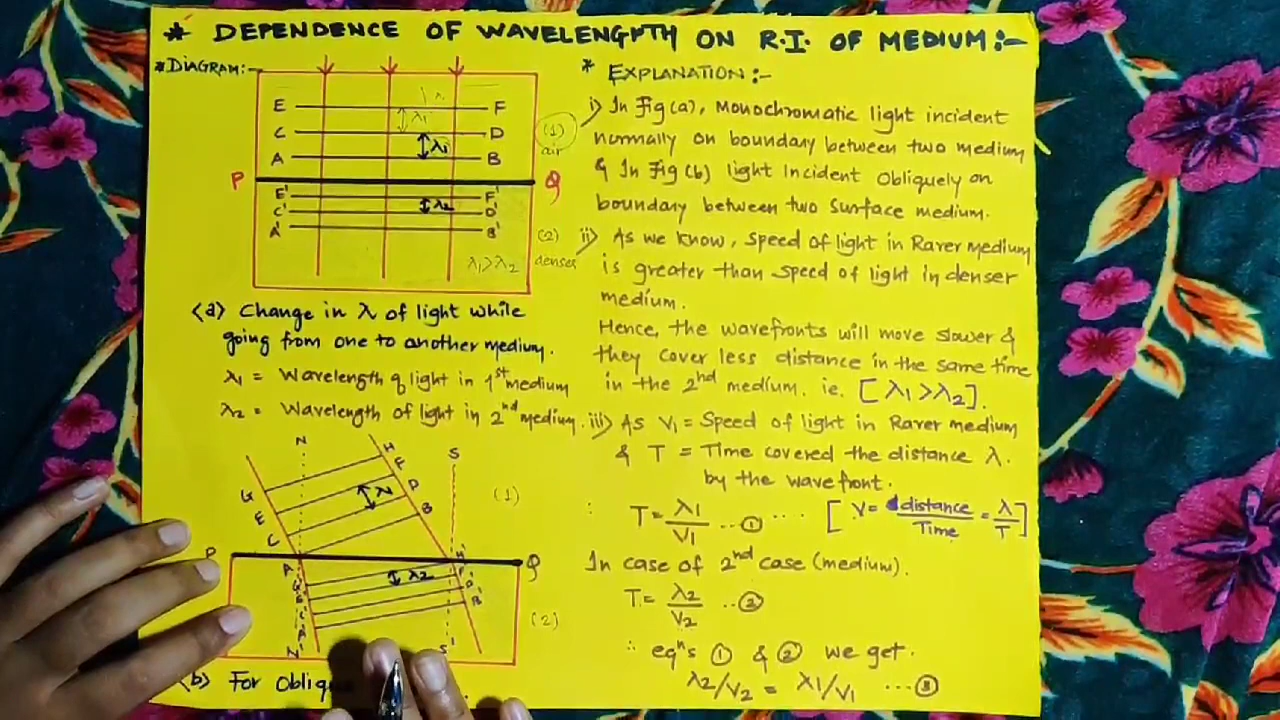 * DEPENDENCE OF WAVELENGPTH ON R.I. OF MEDIUM:-
* DIAGRAM:-
E F
λ1
C D
(1)
λ1
air
A B
P Q
E' F'
λ2
C' D'
A' B'
(2)
denser
λ1 > λ2
(a) Change in λ of light while
going from one to another medium.
λ1 = Wavelength of light in 1st medium
λ2 = Wavelength of light in 2nd medium.
N H S
F
G λ1 D (1)
E B
C
P A Q
λ2
(2)
N' S'
(b) For Obliq
* EXPLANATION:-
i) In Fig(a), Monochromatic light incident
normally on boundary between two medium
& In Fig(b) light Incident Obliquely on
boundary between two Surface medium.
ii) As we know, Speed of light in Rarer medium
is greater than speed of light in denser
medium.
Hence, the wavefronts will move slower &
they cover less distance in the same time
in the 2nd medium. ie. [λ1 > λ2].
iii) As V1 = Speed of light in Rarer medium
& T = Time covered the distance λ.
by the wavefront.
∴ T = λ1/V1 ...① .... [V = distance/Time = λ/T]
In case of 2nd case (medium).
T = λ2/V2 ..②
∴ eqns ① & ② we get.
λ2/V2 = λ1/V1 ....③